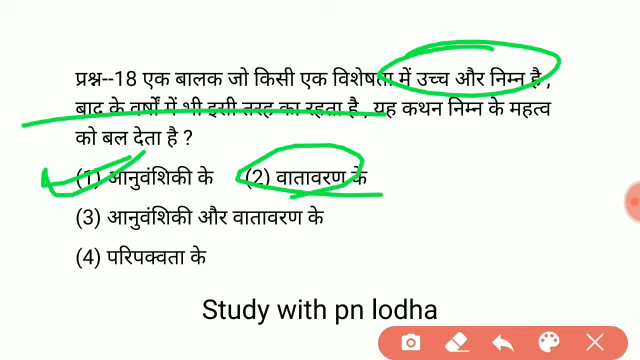 प्रश्न--18 एक बालक जो किसी एक विशेषता में उच्च और निम्न है ,
बाद के वर्षों में भी इसी तरह का रहता है , यह कथन निम्न के महत्व
को बल देता है ?
(1) आनुवंशिकी के (2) वातावरण के
(3) आनुवंशिकी और वातावरण के
(4) परिपक्वता के
Study with pn lodha